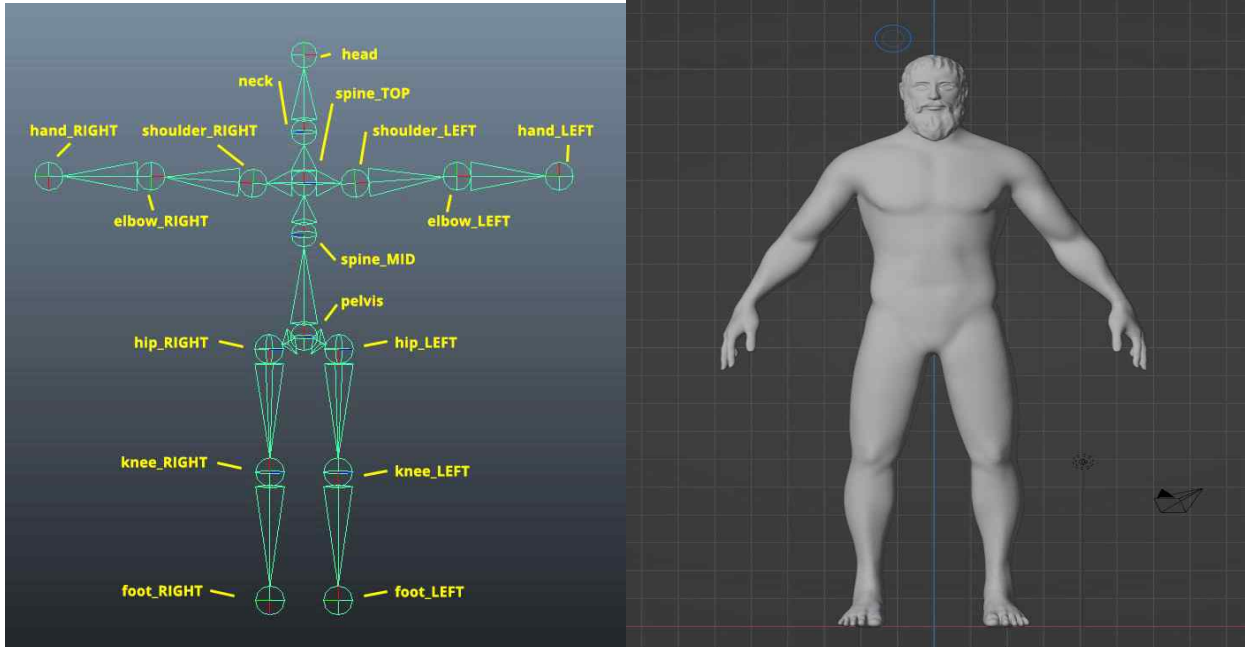 head
neck
spine_TOP
hand_RIGHT
shoulder_RIGHT
shoulder_LEFT
hand_LEFT
elbow_RIGHT
elbow_LEFT
spine_MID
pelvis
hip_RIGHT
hip_LEFT
knee_RIGHT
knee_LEFT
foot_RIGHT
foot_LEFT